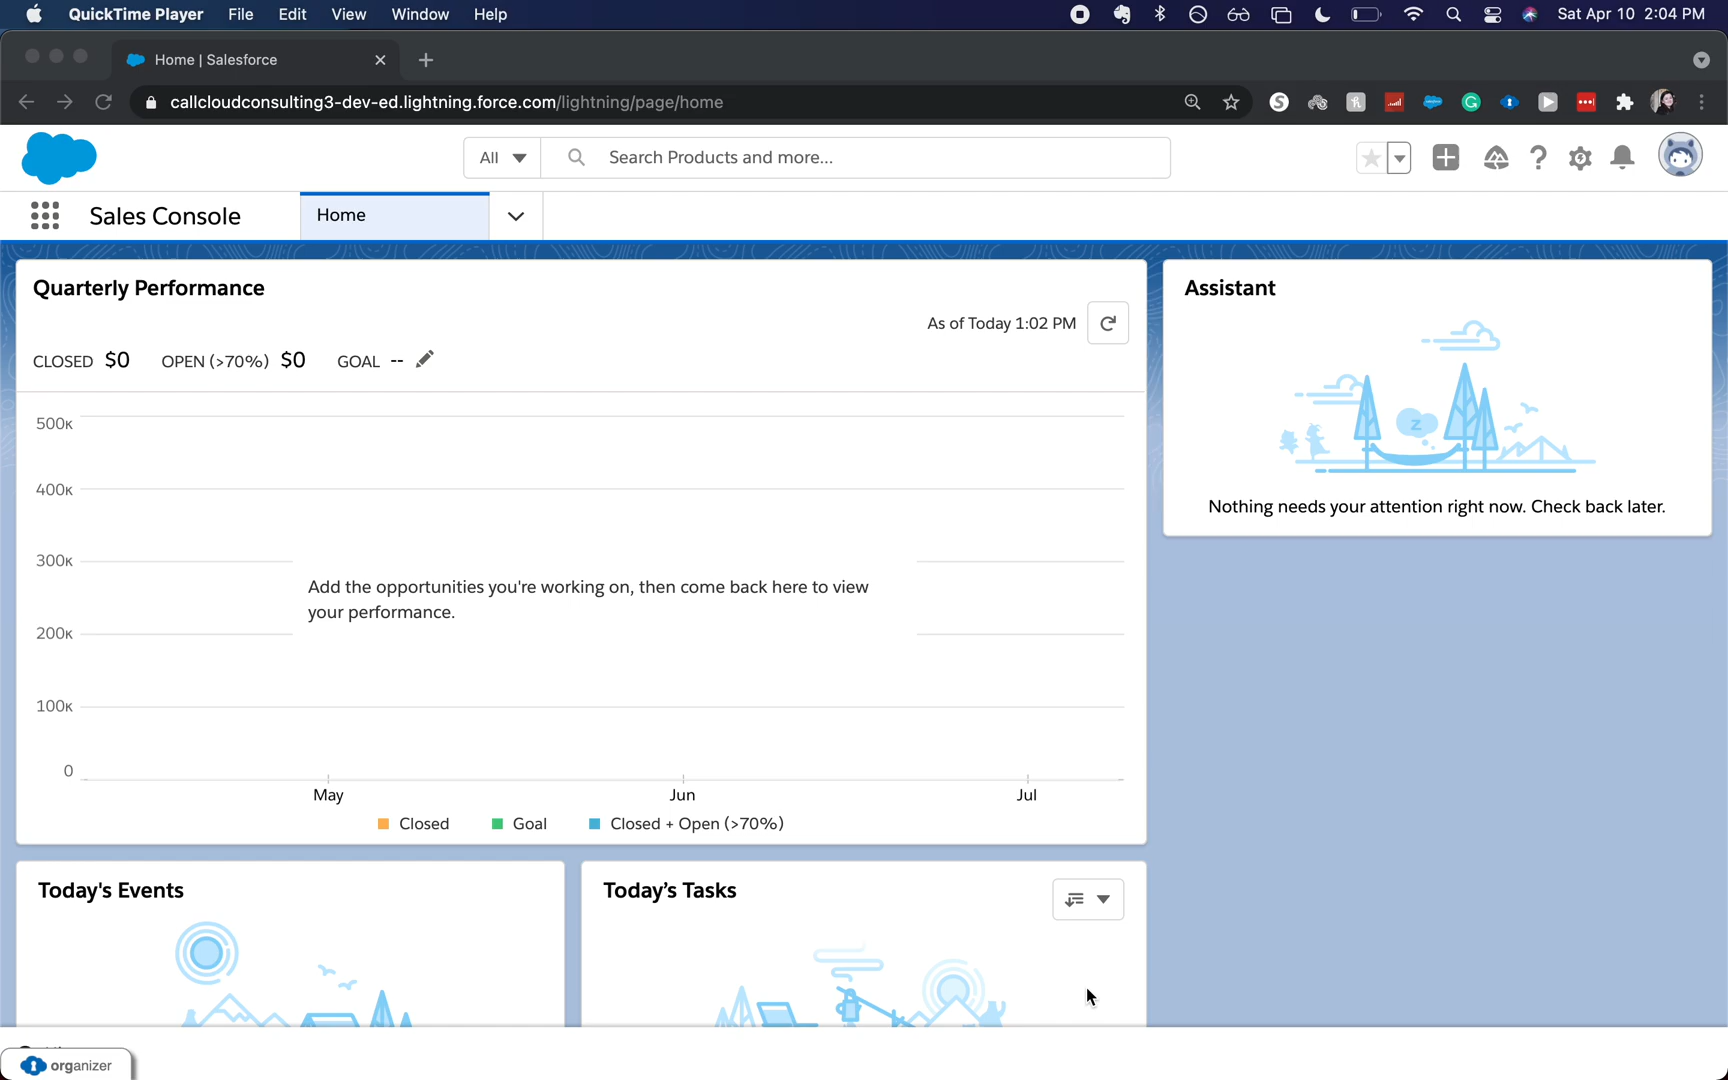 QuickTime Player File Edit View Window Help Sat Apr 10 2:04 PM
Home | Salesforce
callcloudconsulting3-dev-ed.lightning.force.com/lightning/page/home
All Search Products and more...
Sales Console Home
Quarterly Performance
As of Today 1:02 PM
CLOSED $0 OPEN (>70%) $0 GOAL --
500K
400K
300K
Add the opportunities you're working on, then come back here to view
your performance.
200K
100K
0
May Jun Jul
Closed Goal Closed + Open (>70%)
Assistant
Z
Nothing needs your attention right now. Check back later.
Today's Events
Today's Tasks
organizer